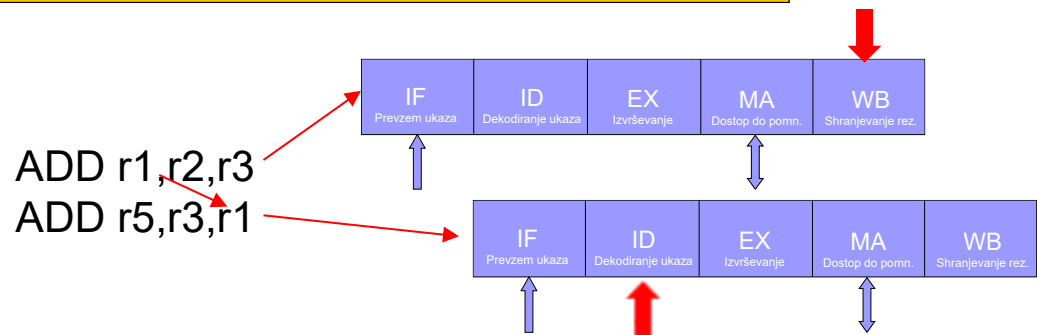 IF ID EX MA WB
Prevzem ukaza Dekodiranje ukaza Izvrševanje Dostop do pomn. Shranjevanje rez.
ADD r1,r2,r3
ADD r5,r3,r1
IF ID EX MA WB
Prevzem ukaza Dekodiranje ukaza Izvrševanje Dostop do pomn. Shranjevanje rez.